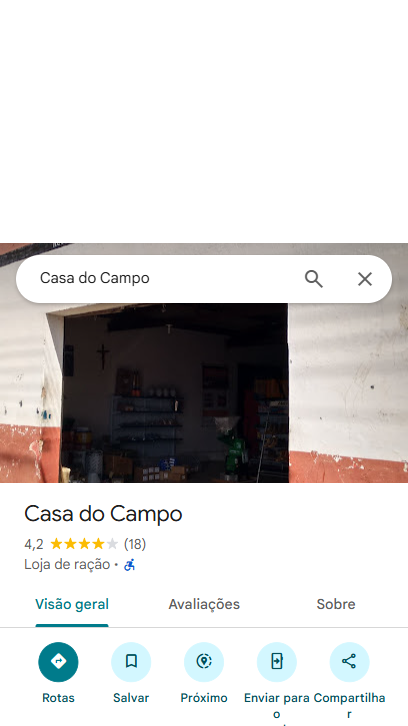 Casa do Campo
Casa do Campo
4,2 (18)
Loja de ração ·
Visão geral Avaliações Sobre
Rotas Salvar Próximo Enviar para o Compartilhar